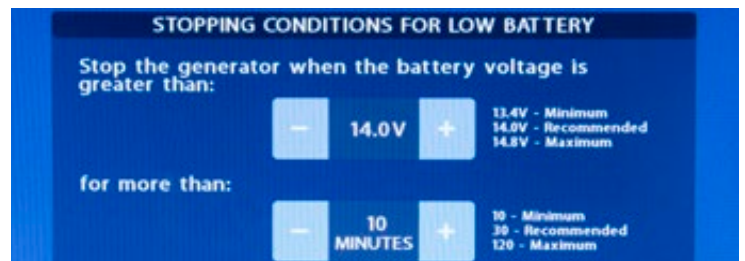 STOPPING CONDITIONS FOR LOW BATTERY
Stop the generator when the battery voltage is
greater than:
13.4V - Minimum
− 14.0V + 14.0V - Recommended
14.8V - Maximum
for more than:
10 - Minimum
− 10 MINUTES + 30 - Recommended
120 - Maximum